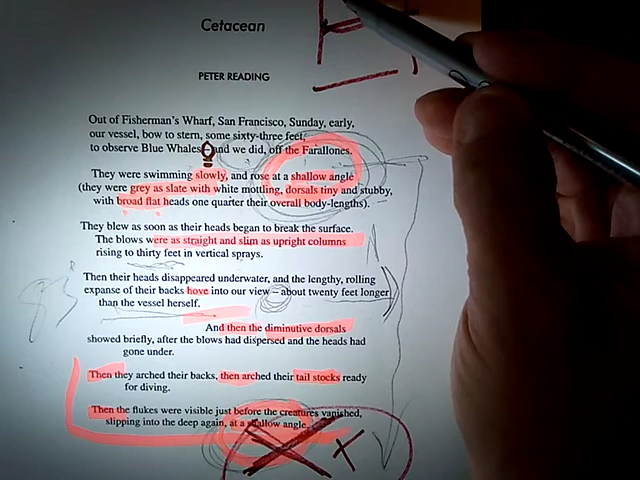 Cetacean
PETER READING
Out of Fisherman's Wharf, San Francisco, Sunday, early,
our vessel, bow to stern, some sixty-three feet,
to observe Blue Whales and we did, off the Farallones.
They were swimming slowly, and rose at a shallow angle
(they were grey as slate with white mottling, dorsals tiny and stubby,
with broad flat heads one quarter their overall body-lengths).
They blew as soon as their heads began to break the surface.
The blows were as straight and slim as upright columns
rising to thirty feet in vertical sprays.
Then their heads disappeared underwater, and the lengthy, rolling
expanse of their backs hove into our view – about twenty feet longer
than the vessel herself.
And then the diminutive dorsals
showed briefly, after the blows had dispersed and the heads had
gone under.
Then they arched their backs, then arched their tail stocks ready
for diving.
Then the flukes were visible just before the creatures vanished,
slipping into the deep again, at a shallow angle.